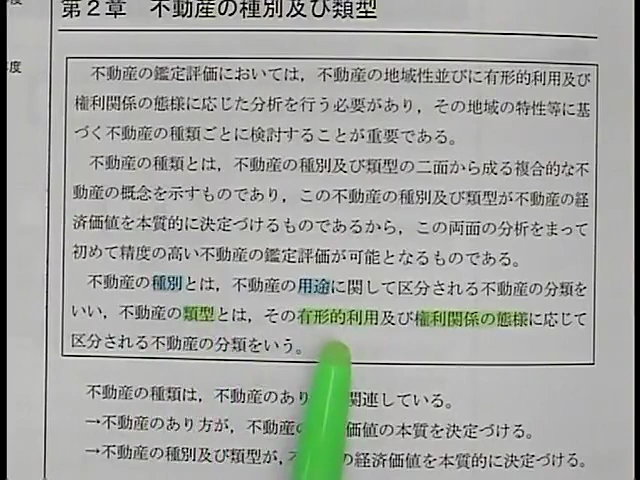 度
第2章　不動産の種別及び類型
不動産の鑑定評価においては，不動産の地域性並びに有形的利用及び
権利関係の態様に応じた分析を行う必要があり，その地域の特性等に基
づく不動産の種類ごとに検討することが重要である。
不動産の種類とは，不動産の種別及び類型の二面から成る複合的な不
動産の概念を示すものであり，この不動産の種別及び類型が不動産の経
済価値を本質的に決定づけるものであるから，この両面の分析をまって
初めて精度の高い不動産の鑑定評価が可能となるものである。
不動産の種別とは，不動産の用途に関して区分される不動産の分類を
いい，不動産の類型とは，その有形的利用及び権利関係の態様に応じて
区分される不動産の分類をいう。
不動産の種類は，不動産のあり 関連している。
→不動産のあり方が，不動産 価値の本質を決定づける。
→不動産の種別及び類型が， の経済価値を本質的に決定づける。